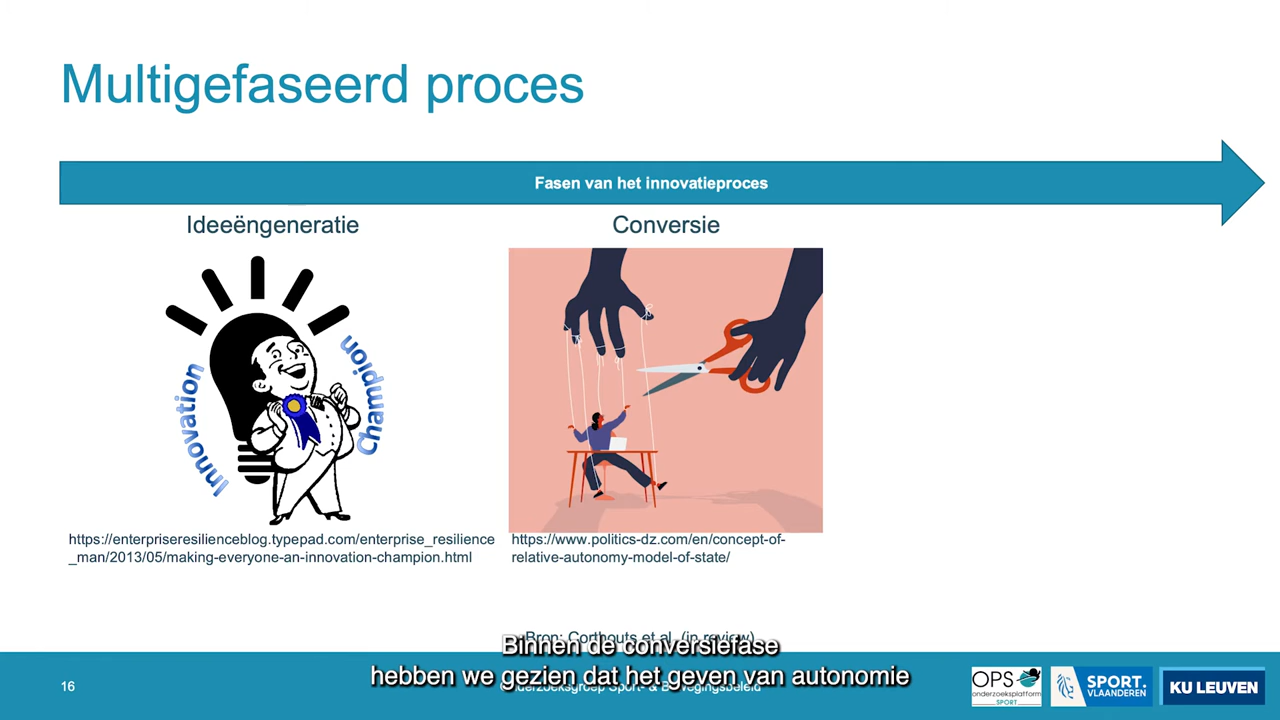 Multigefaseerd proces
Fasen van het innovatieproces
Ideeëngeneratie
Conversie
Innovation
Champion
https://enterpriseresilienceblog.typepad.com/enterprise_resilience
_man/2013/05/making-everyone-an-innovation-champion.html
https://www.politics-dz.com/en/concept-of-
relative-autonomy-model-of-state/
Bron: Corthouts et al. (in review)
Binnen de conversiefase
hebben we gezien dat het geven van autonomie
16
Onderzoeksgroep Sport- & Bewegingsbeleid
OPS
onderzoeksplatform
SPORT
SPORT.
VLAANDEREN
KU LEUVEN